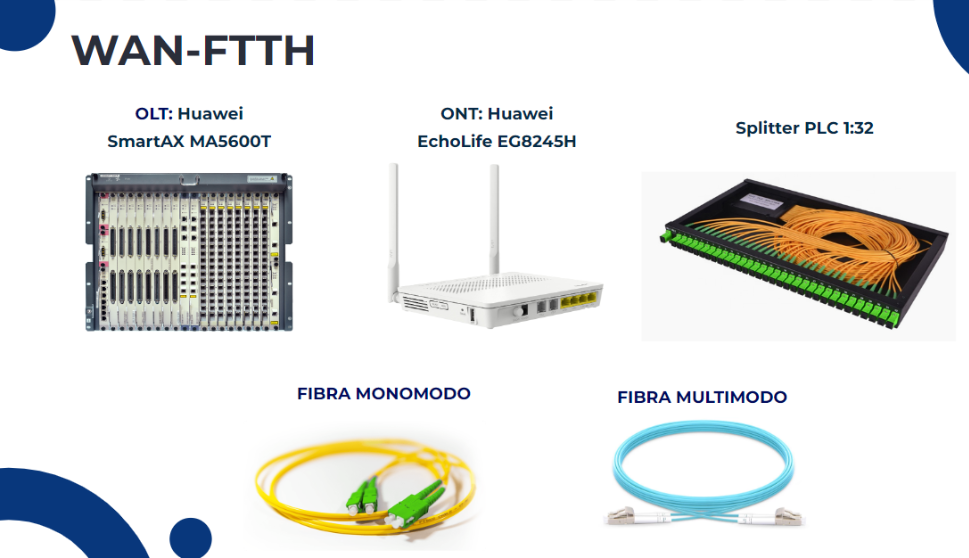 WAN-FTTH
OLT: Huawei
SmartAX MA5600T
ONT: Huawei
EchoLife EG8245H
Splitter PLC 1:32
FIBRA MONOMODO
FIBRA MULTIMODO